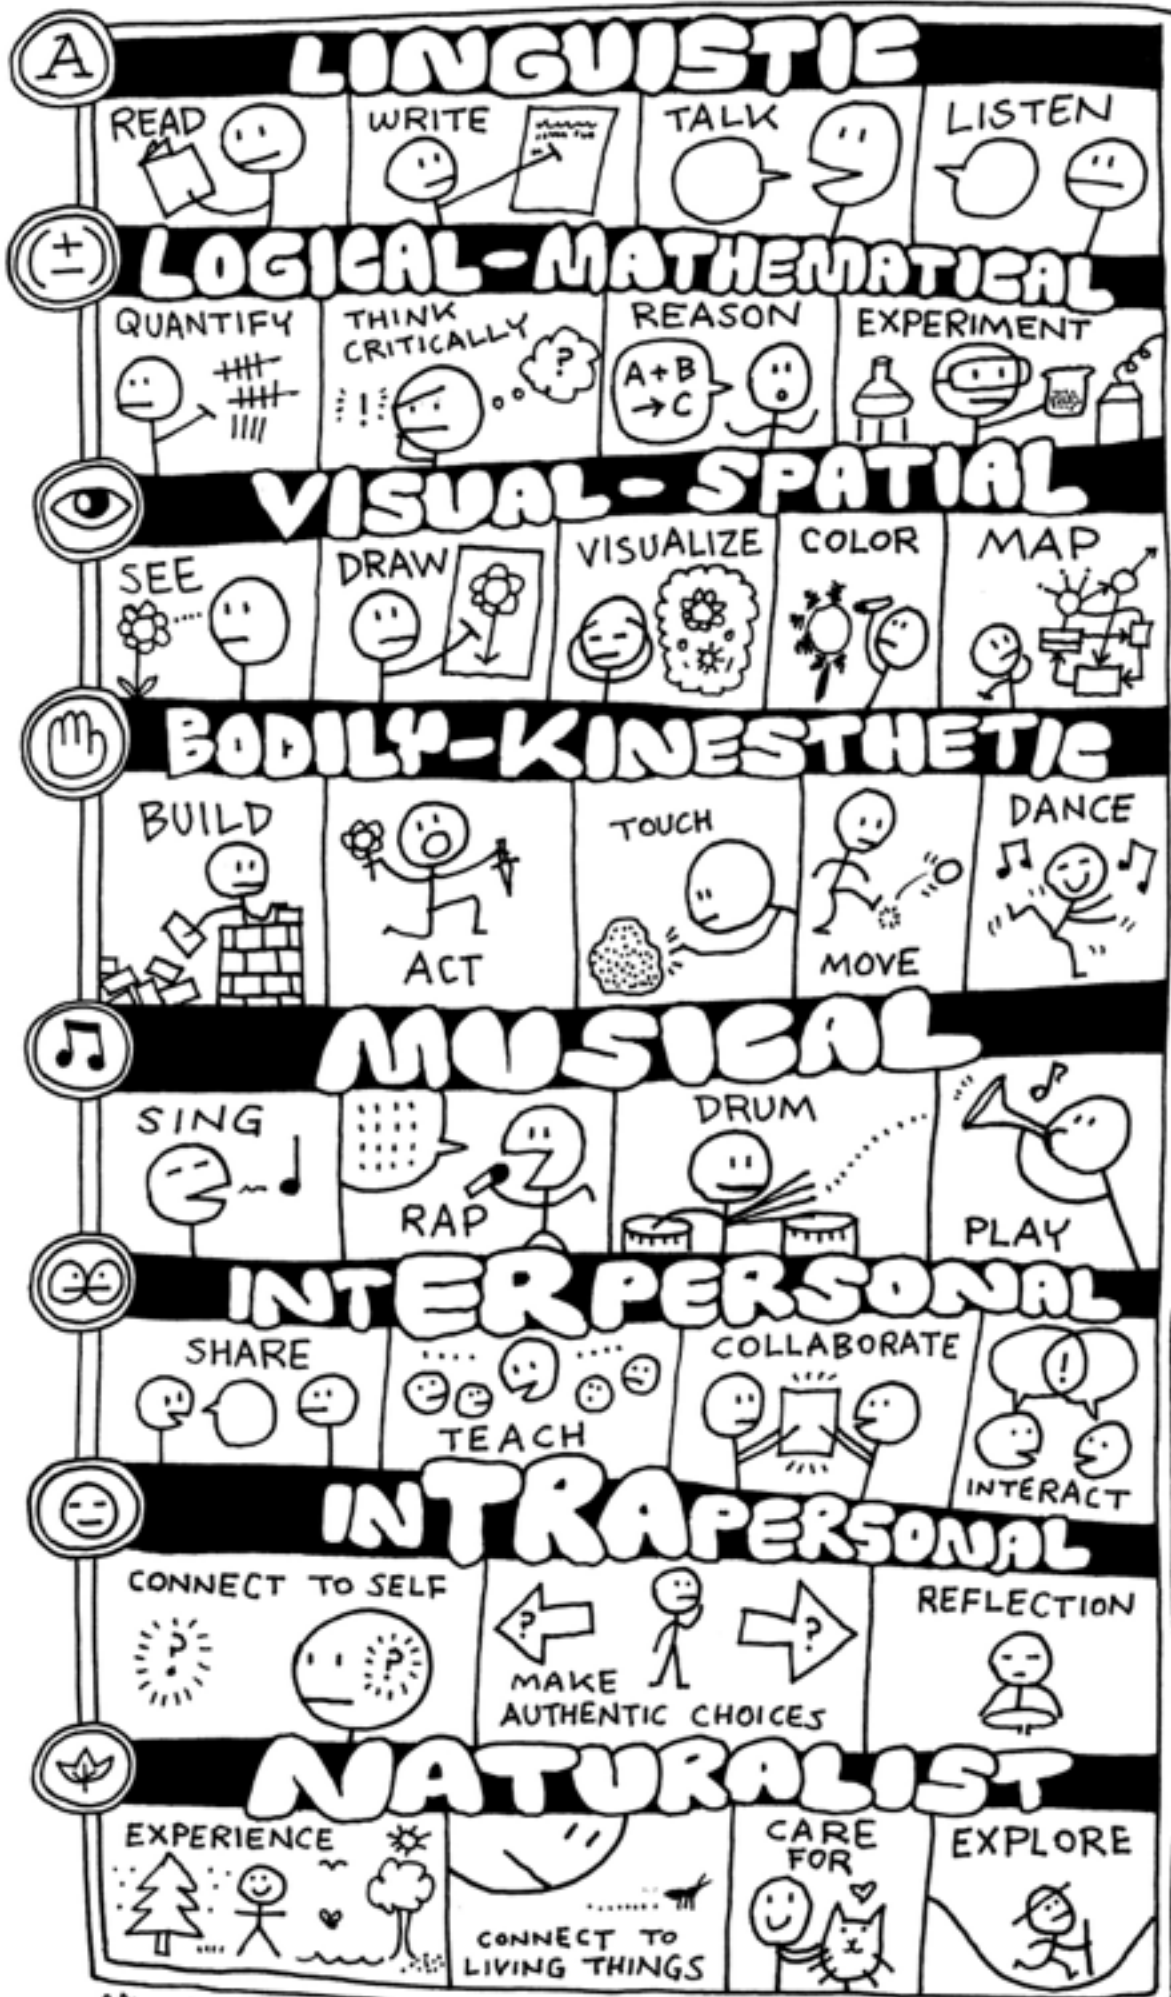 A
LINGUISTIC
READ
WRITE
TALK
LISTEN
+
-
LOGICAL-MATHEMATICAL
QUANTIFY
THINK
CRITICALLY
!
?
REASON
A+B
→C
EXPERIMENT
VISUAL-SPATIAL
SEE
DRAW
VISUALIZE
COLOR
MAP
BODILY-KINESTHETIC
BUILD
ACT
TOUCH
MOVE
DANCE
MUSICAL
SING
RAP
DRUM
PLAY
INTERPERSONAL
SHARE
TEACH
COLLABORATE
!
INTERACT
INTRAPERSONAL
CONNECT TO SELF
?
?
?
?
MAKE
AUTHENTIC CHOICES
REFLECTION
NATURALIST
EXPERIENCE
CONNECT TO
LIVING THINGS
CARE
FOR
EXPLORE